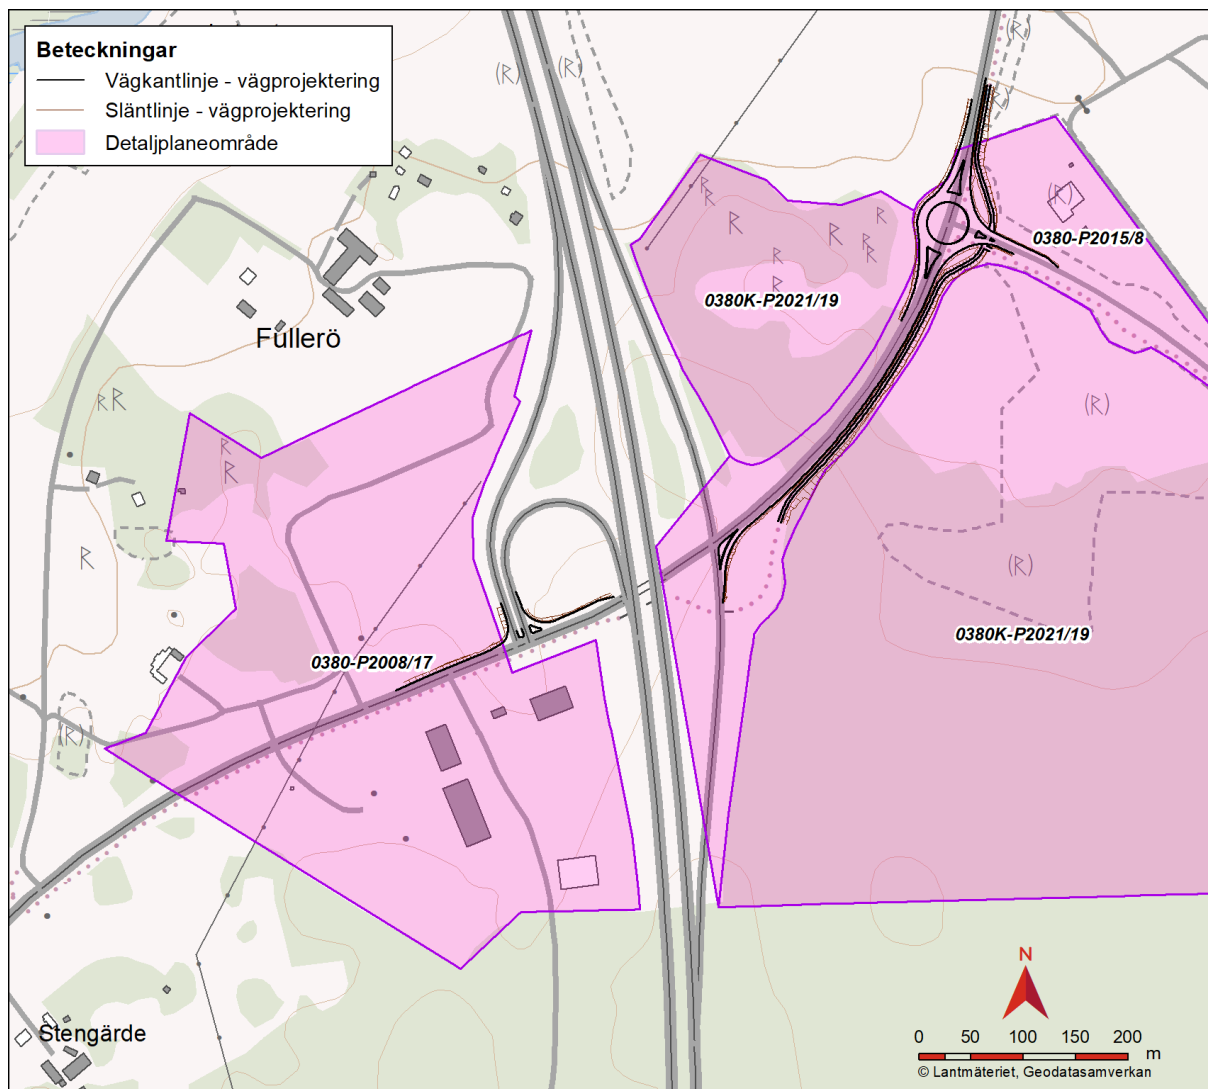 Beteckningar
Vägkantlinje - vägprojektering
Släntlinje - vägprojektering
Detaljplaneområde
(R)
(R)
(R)
R)
R
R
R
R
R
R
R
R
R
R
(R)
0380-P2015/8
0380K-P2021/19
Fullerö
R R
R
R
(R)
R
(R)
0380K-P2021/19
0380-P2008/17
(R)
N
Stengärde
0 50 100 150 200
m
© Lantmäteriet, Geodatasamverkan